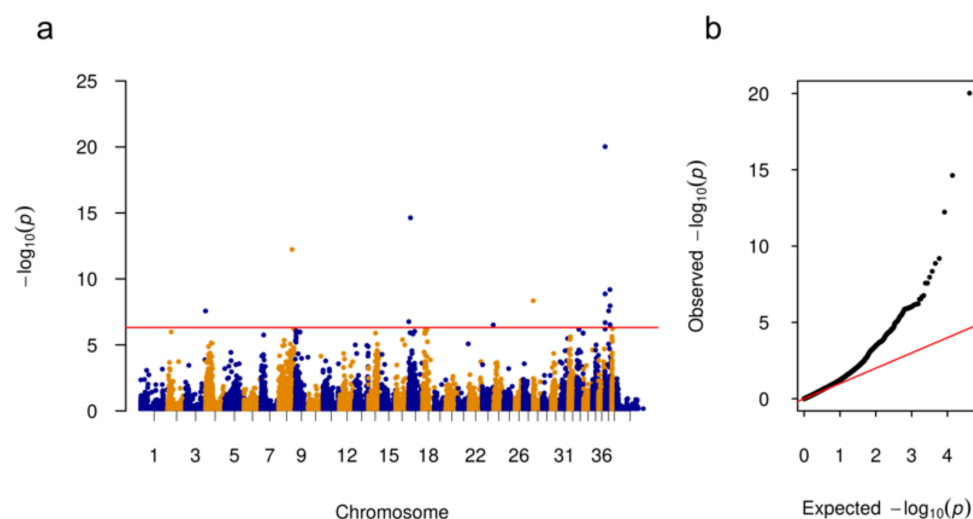 a
25
20
15
10
5
0
−log₁₀(p)
1 3 5 7 9 12 15 18 22 26 31 36
Chromosome
b
20
15
10
5
0
Observed −log₁₀(p)
0 1 2 3 4
Expected −log₁₀(p)